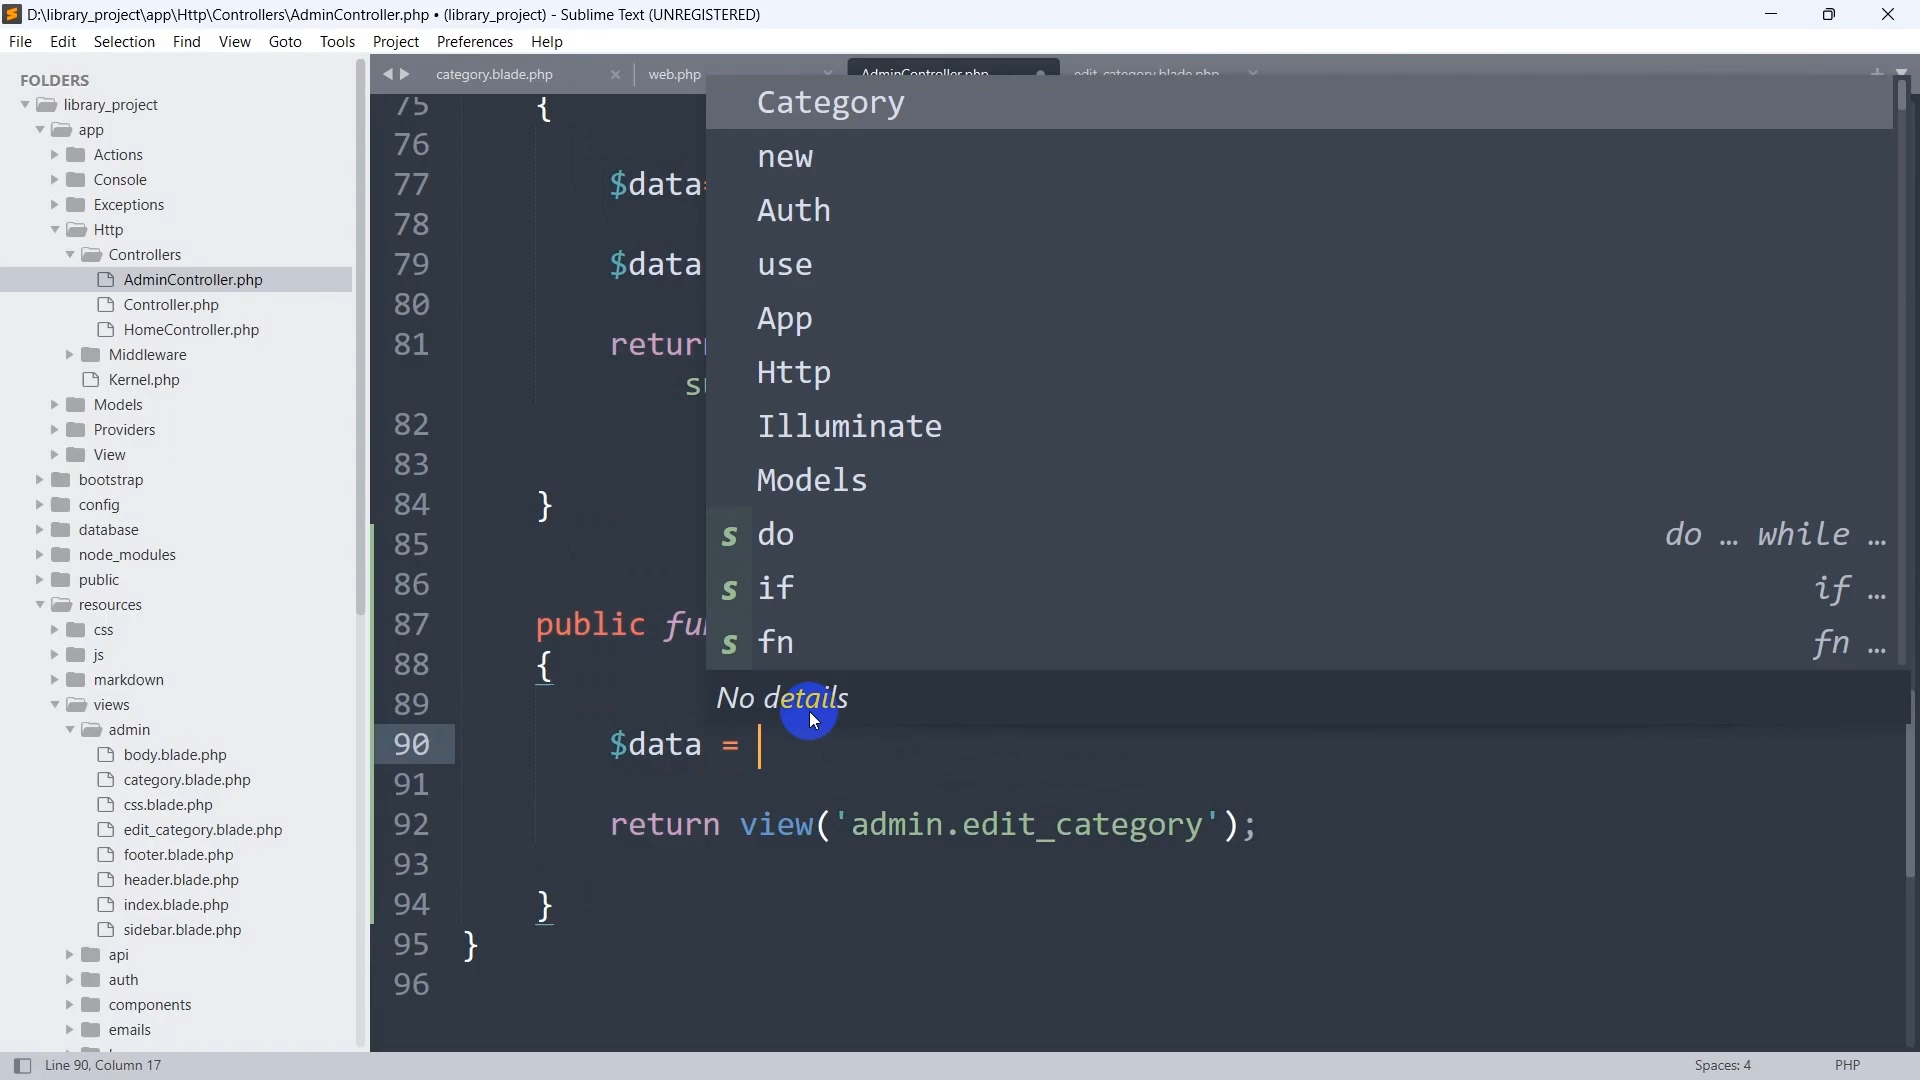 D:\library_project\app\Http\Controllers\AdminController.php • (library_project) - Sublime Text (UNREGISTERED)
File Edit Selection Find View Goto Tools Project Preferences Help
FOLDERS
library_project
app
Actions
Console
Exceptions
Http
Controllers
AdminController.php
Controller.php
HomeController.php
Middleware
Kernel.php
Models
Providers
View
bootstrap
config
database
node_modules
public
resources
css
js
markdown
views
admin
body.blade.php
category.blade.php
css.blade.php
edit_category.blade.php
footer.blade.php
header.blade.php
index.blade.php
sidebar.blade.php
api
auth
components
emails
category.blade.php web.php AdminController.php edit_category.blade.php
75 {
76
77 $data=
78
79 $data
80
81 return
82
83
84 }
85
86
87 public
88 {
89
90 $data =
91
92 return view('admin.edit_category');
93
94 }
95 }
96
Category
new
Auth
use
App
Http
Illuminate
Models
s do do … while …
s if if …
s fn fn …
No details
Line 90, Column 17 Spaces: 4 PHP